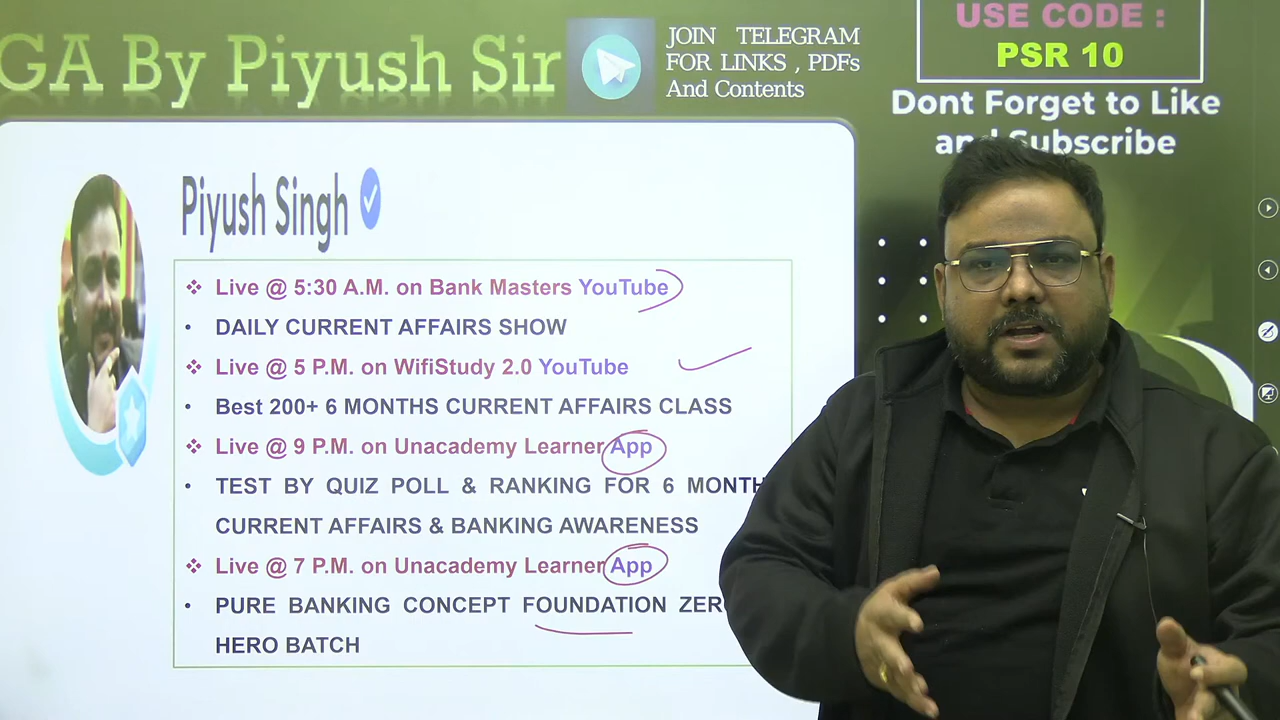 GA By Piyush Sir
JOIN TELEGRAM
FOR LINKS , PDFs
And Contents
USE CODE :
PSR 10
Dont Forget to Like
and Subscribe
Piyush Singh
Live @ 5:30 A.M. on Bank Masters YouTube
DAILY CURRENT AFFAIRS SHOW
Live @ 5 P.M. on WifiStudy 2.0 YouTube
Best 200+ 6 MONTHS CURRENT AFFAIRS CLASS
Live @ 9 P.M. on Unacademy Learner App
TEST BY QUIZ POLL & RANKING FOR 6 MONTH
CURRENT AFFAIRS & BANKING AWARENESS
Live @ 7 P.M. on Unacademy Learner App
PURE BANKING CONCEPT FOUNDATION
HERO BATCH